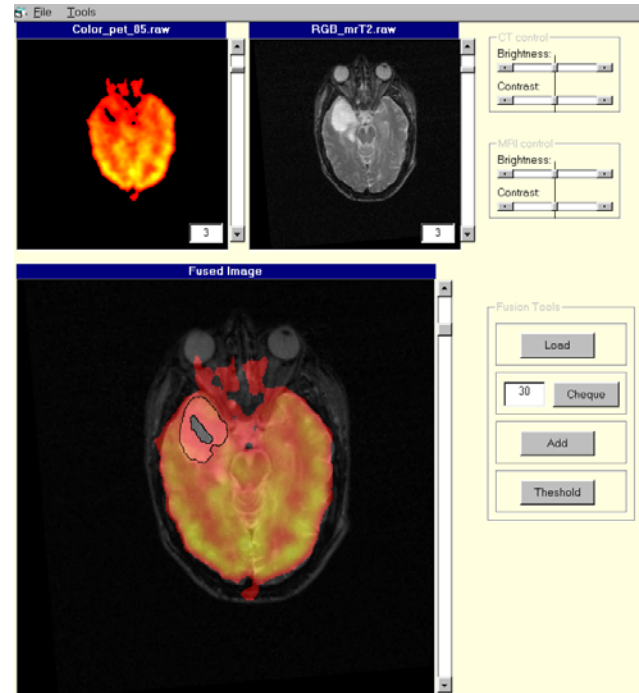 File Tools
Color_pet_85.raw
RGB_mrT2.raw
CT control
Brightness:
Contrast:
3
3
MRI control
Brightness:
Contrast:
Fused Image
Fusion Tools
Load
30 Cheque
Add
Theshold